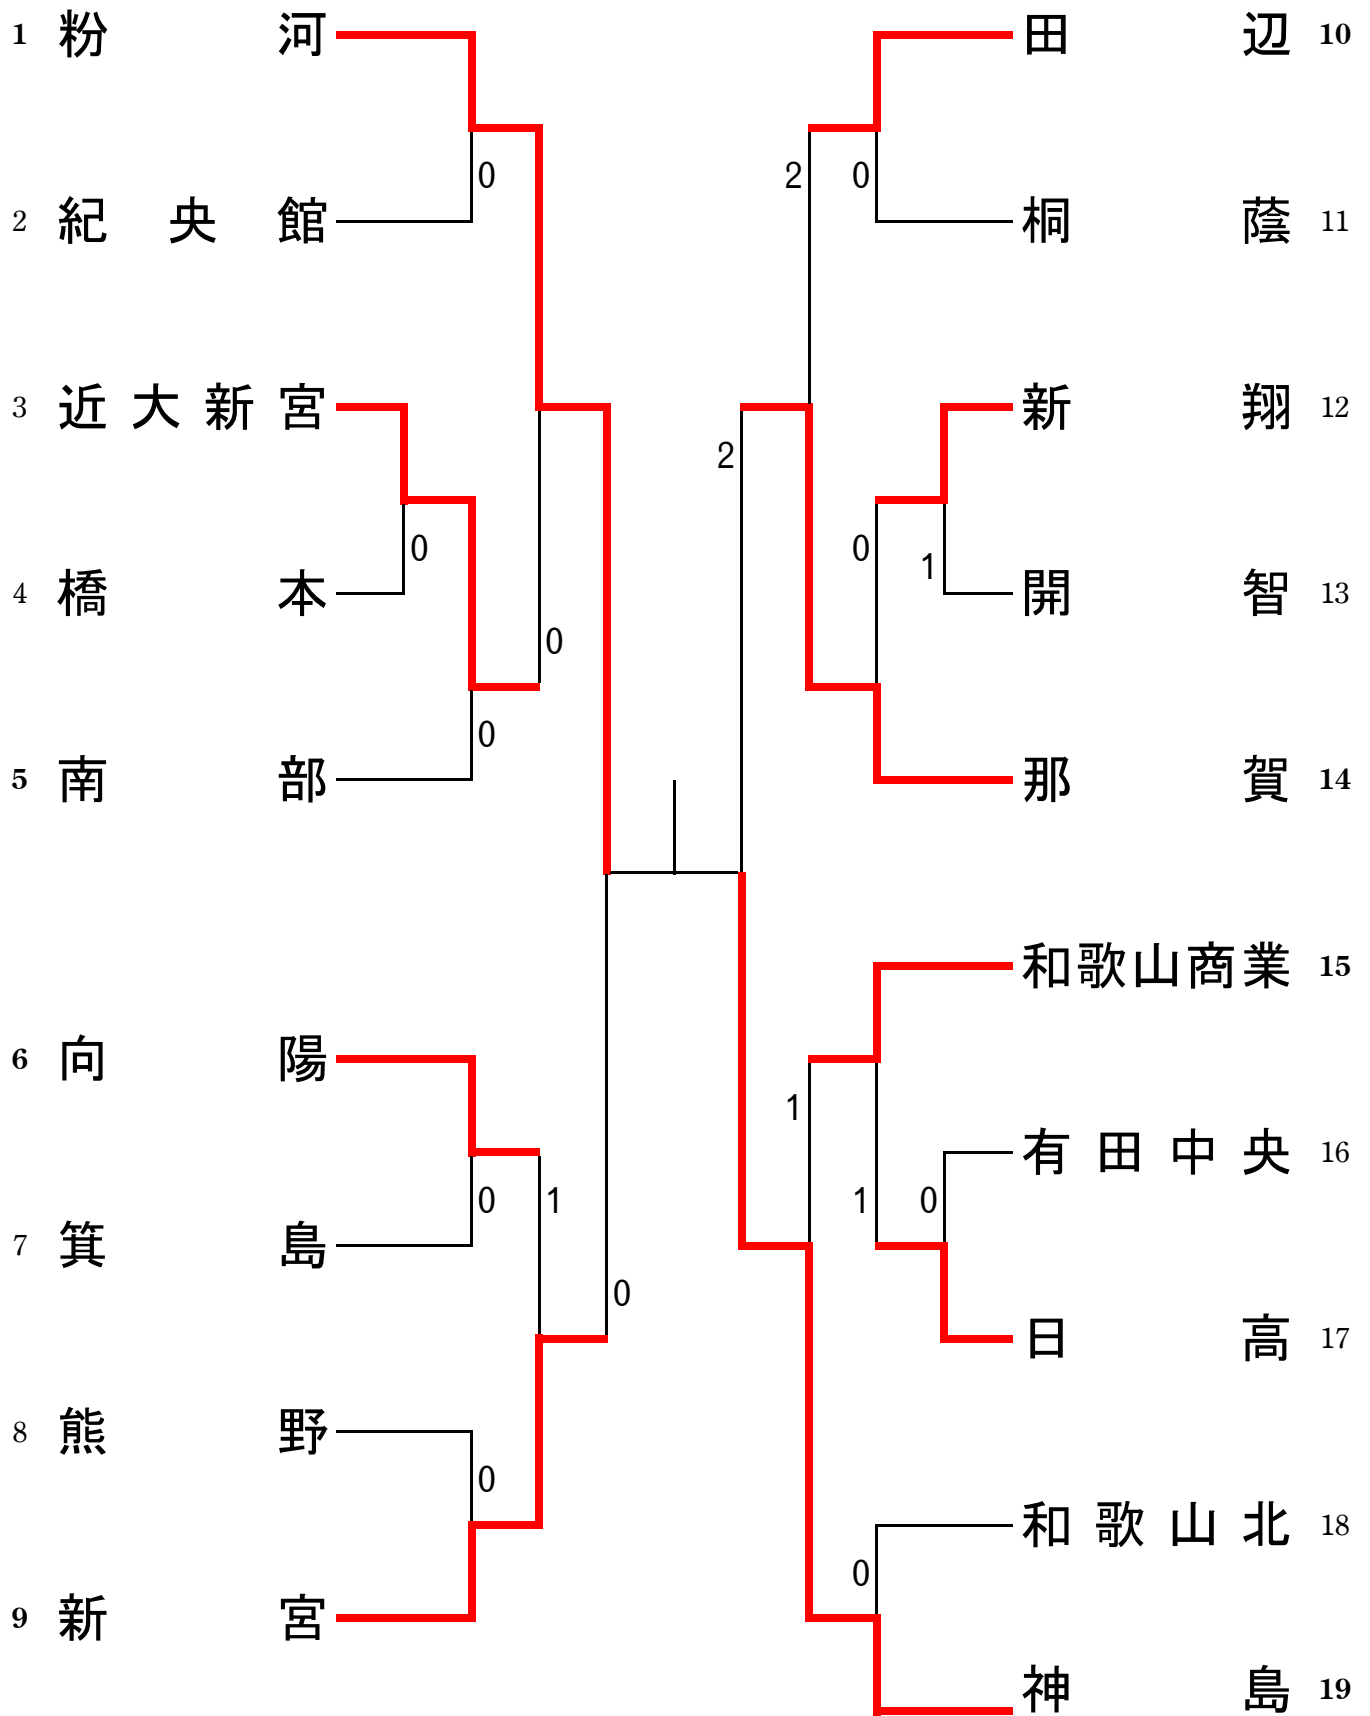 1 粉河
0
2 紀央館
3 近大新宮
0
4 橋本
0
0
5 南部
6 向陽
0 1
7 箕島
0
8 熊野
0
9 新宮
田辺 10
2 0
桐蔭 11
新翔 12
2
0 1
開智 13
那賀 14
和歌山商業 15
1
有田中央 16
1 0
日高 17
和歌山北 18
0
神島 19